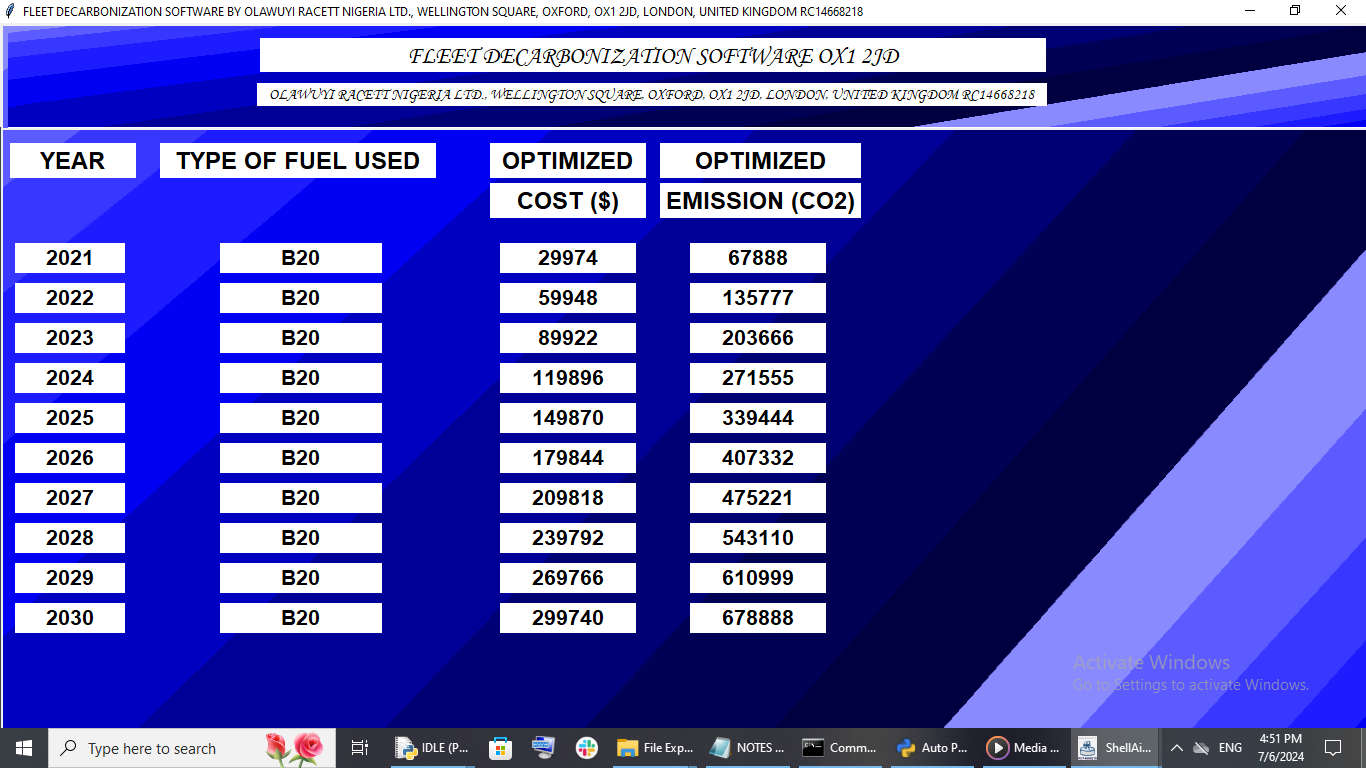 FLEET DECARBONIZATION SOFTWARE BY OLAWUYI RACETT NIGERIA LTD., WELLINGTON SQUARE, OXFORD, OX1 2JD, LONDON, UNITED KINGDOM RC14668218
FLEET DECARBONIZATION SOFTWARE OX1 2JD
OLAWUYI RACETT NIGERIA LTD., WELLINGTON SQUARE, OXFORD, OX1 2JD, LONDON, UNITED KINGDOM RC14668218
YEAR TYPE OF FUEL USED OPTIMIZED OPTIMIZED
COST ($) EMISSION (CO2)
2021 B20 29974 67888
2022 B20 59948 135777
2023 B20 89922 203666
2024 B20 119896 271555
2025 B20 149870 339444
2026 B20 179844 407332
2027 B20 209818 475221
2028 B20 239792 543110
2029 B20 269766 610999
2030 B20 299740 678888
Activate Windows
Go to Settings to activate Windows.
Type here to search IDLE (P... File Exp... NOTES ... Comm... Auto P... Media ... ShellAi... ENG 4:51 PM
7/6/2024